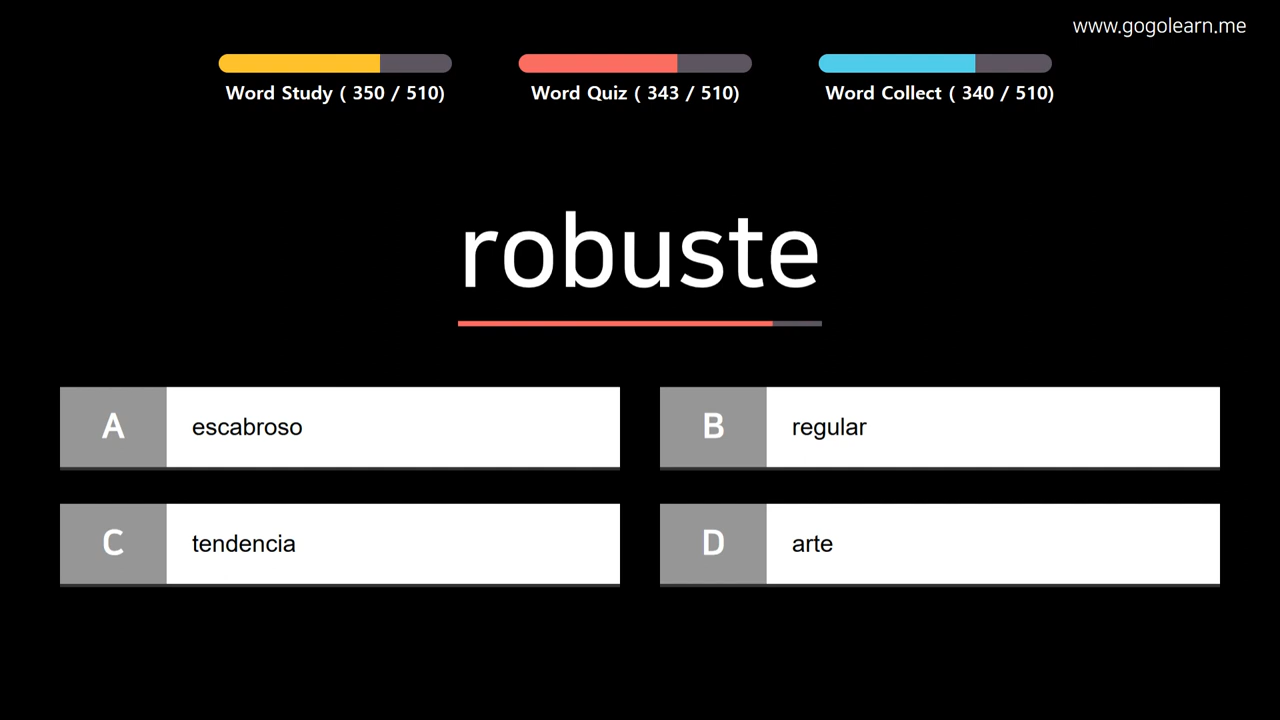 www.gogolearn.me
Word Study ( 350 / 510)
Word Quiz ( 343 / 510)
Word Collect ( 340 / 510)
robuste
A escabroso
B regular
C tendencia
D arte